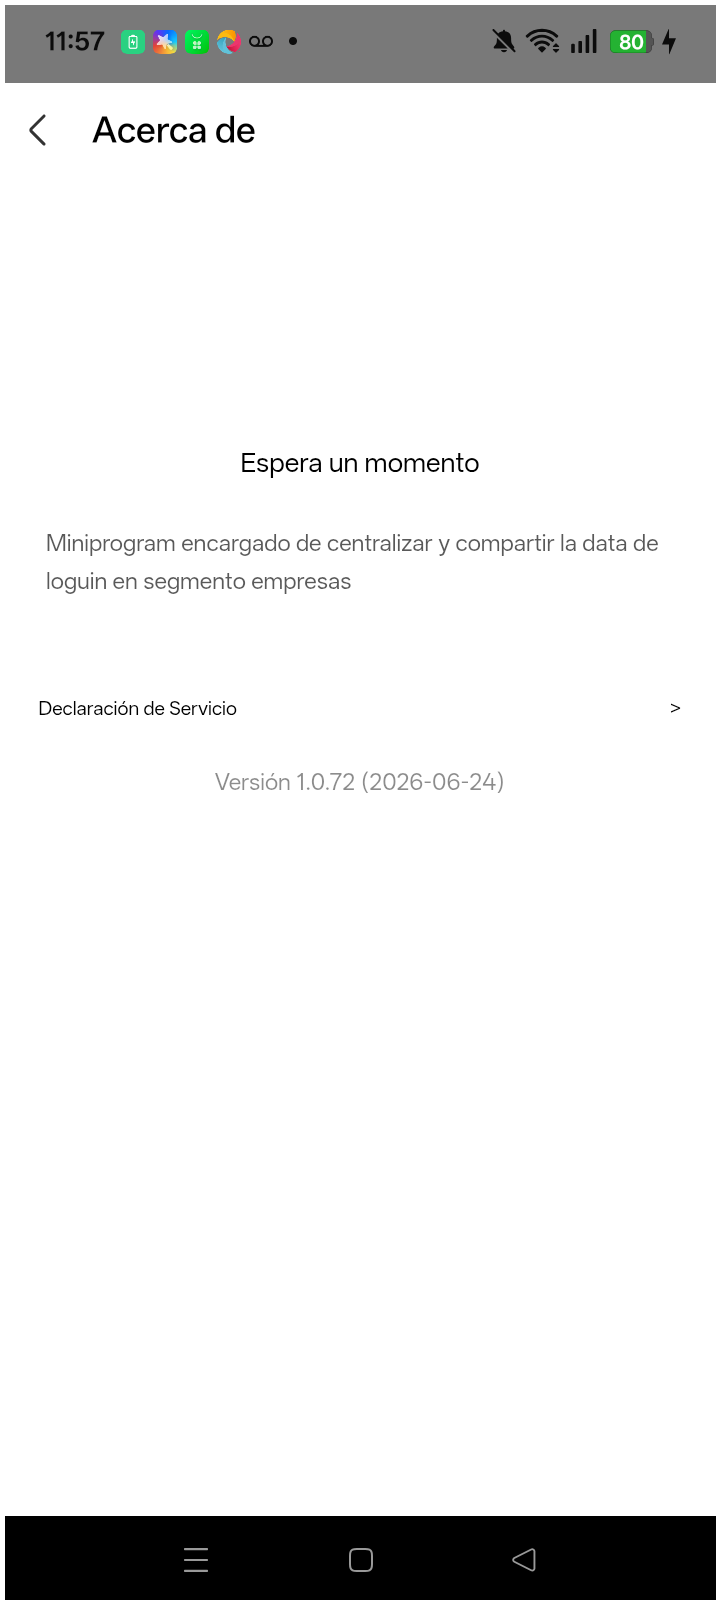 11:57
80
Acerca de
Espera un momento
Miniprogram encargado de centralizar y compartir la data de
loguin en segmento empresas
Declaración de Servicio >
Versión 1.0.72 (2026-06-24)